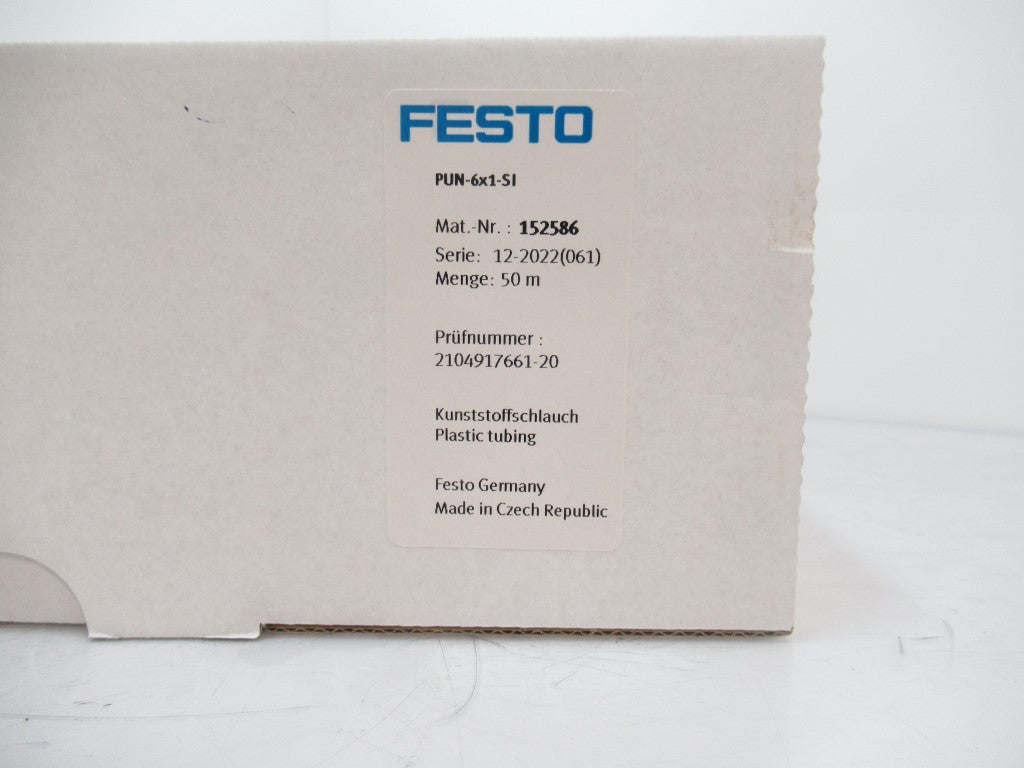 FESTO
PUN-6x1-SI
Mat.-Nr. : 152586
Serie: 12-2022(061)
Menge: 50 m
Prüfnummer :
2104917661-20
Kunststoffschlauch
Plastic tubing
Festo Germany
Made in Czech Republic